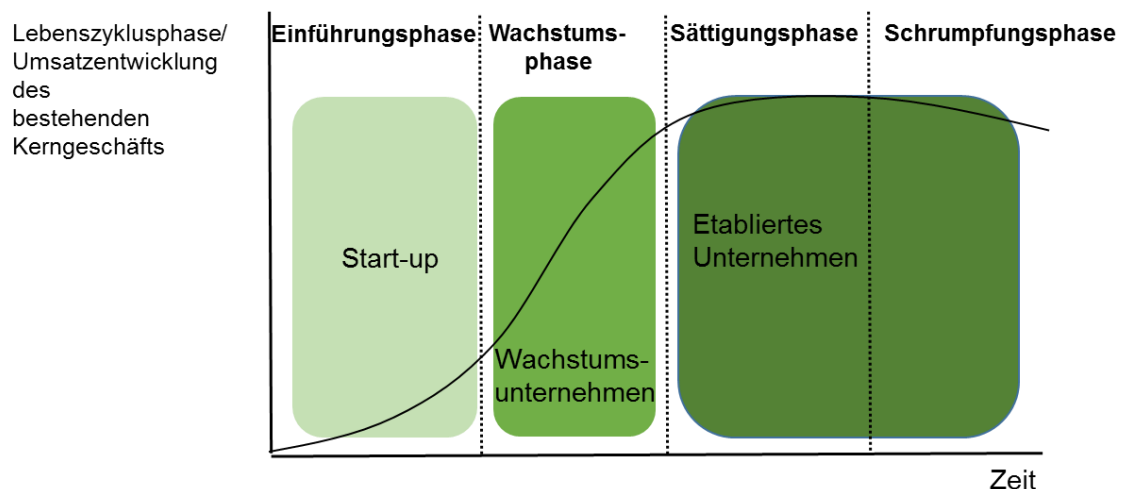 Lebenszyklusphase/
Umsatzentwicklung
des
bestehenden
Kerngeschäfts
Einführungsphase
Wachstums-
phase
Sättigungsphase
Schrumpfungsphase
Start-up
Wachstums-
unternehmen
Etabliertes
Unternehmen
Zeit